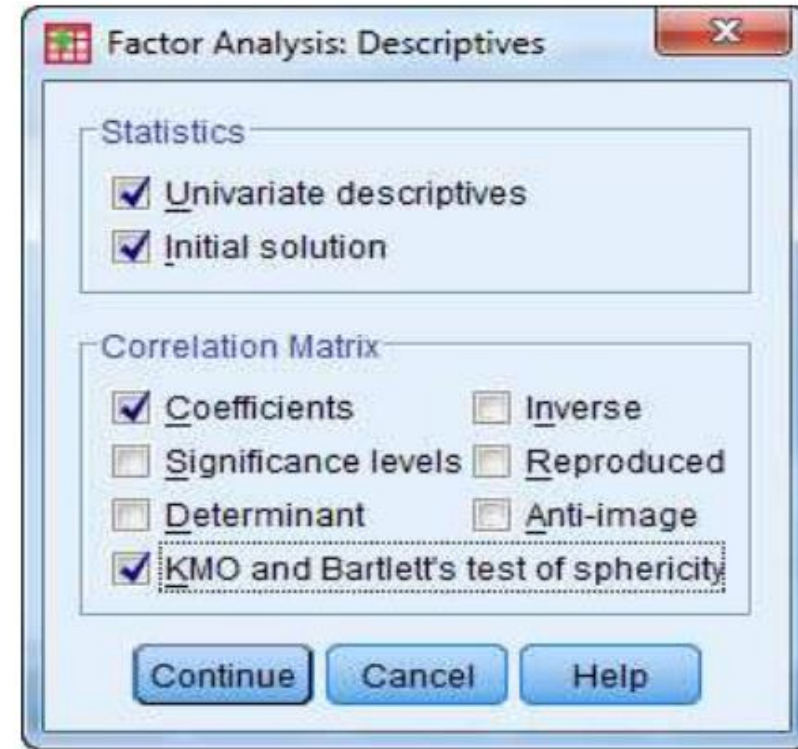 Factor Analysis: Descriptives
Statistics
Univariate descriptives
Initial solution
Correlation Matrix
Coefficients Inverse
Significance levels Reproduced
Determinant Anti-image
KMO and Bartlett's test of sphericity
Continue Cancel Help